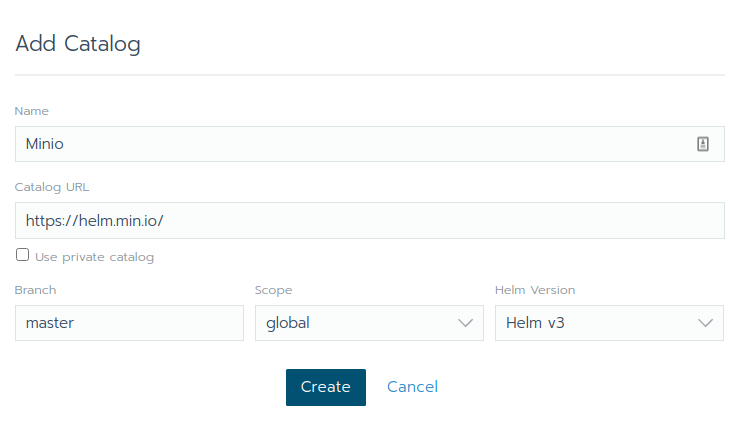 Add Catalog
Name
Minio
Catalog URL
https://helm.min.io/
Use private catalog
Branch Scope Helm Version
master global Helm v3
Create Cancel